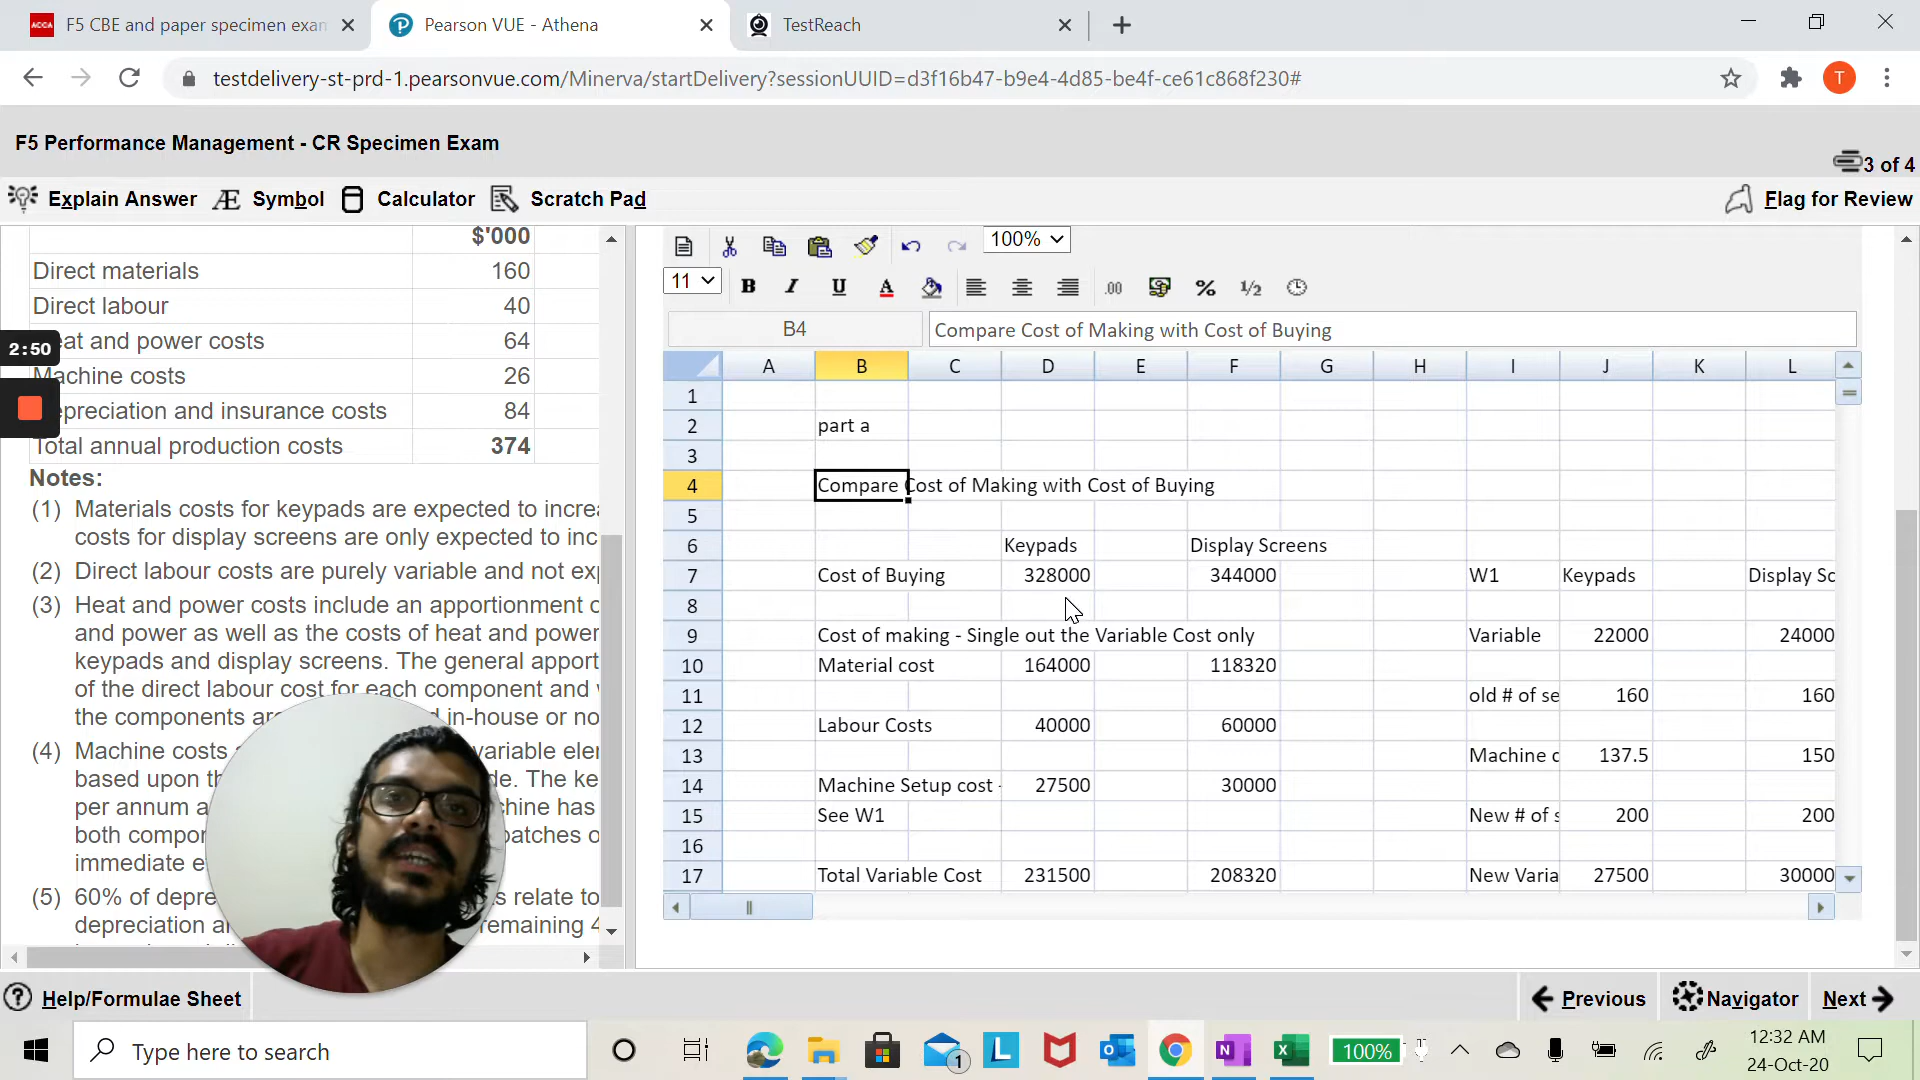 F5 CBE and paper specimen exam
Pearson VUE - Athena
TestReach
testdelivery-st-prd-1.pearsonvue.com/Minerva/startDelivery?sessionUUID=d3f16b47-b9e4-4d85-be4f-ce61c868f230#
T
F5 Performance Management - CR Specimen Exam
3 of 4
Explain Answer
Symbol
Calculator
Scratch Pad
Flag for Review
$'000
Direct materials 160
Direct labour 40
eat and power costs 64
Machine costs 26
epreciation and insurance costs 84
Total annual production costs 374
2:50
Notes:
(1) Materials costs for keypads are expected to increa
costs for display screens are only expected to inc
(2) Direct labour costs are purely variable and not exp
(3) Heat and power costs include an apportionment o
and power as well as the costs of heat and power
keypads and display screens. The general apport
of the direct labour cost for each component and
the components are in-house or no
(4) Machine costs variable eler
based upon th de. The ke
per annum a chine has
both compor batches o
immediate e
(5) 60% of depre s relate to
depreciation a remaining 4
100%
11
B I U A .00 % 1/2
B4
Compare Cost of Making with Cost of Buying
A B C D E F G H I J K L
1
2 part a
3
4 Compare Cost of Making with Cost of Buying
5
6 Keypads Display Screens
7 Cost of Buying 328000 344000 W1 Keypads Display Sc
8
9 Cost of making - Single out the Variable Cost only Variable 22000 24000
10 Material cost 164000 118320
11 old # of se 160 160
12 Labour Costs 40000 60000
13 Machine c 137.5 150
14 Machine Setup cost - 27500 30000
15 See W1 New # of s 200 200
16
17 Total Variable Cost 231500 208320 New Varia 27500 30000
Help/Formulae Sheet
Previous
Navigator
Next
Type here to search
1
100%
12:32 AM
24-Oct-20